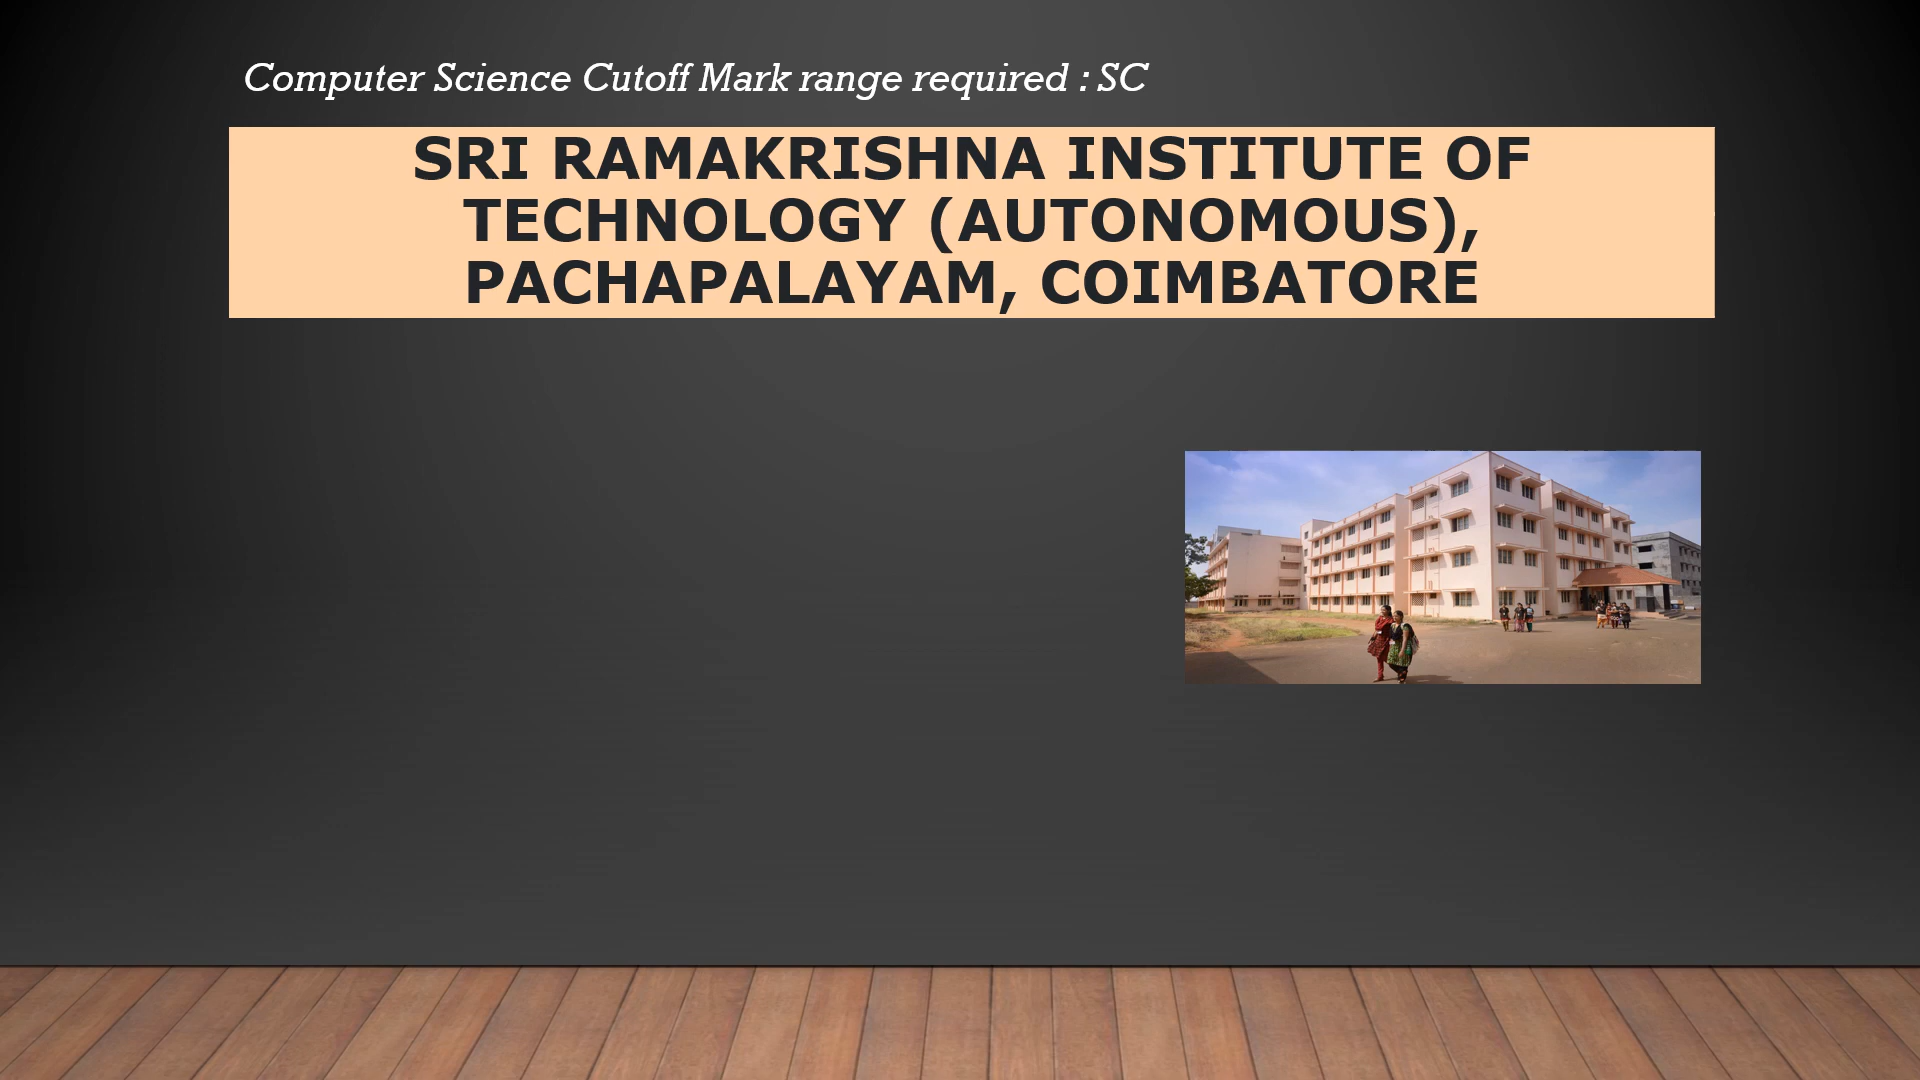 Computer Science Cutoff Mark range required : SC
SRI RAMAKRISHNA INSTITUTE OF
TECHNOLOGY (AUTONOMOUS),
PACHAPALAYAM, COIMBATORE